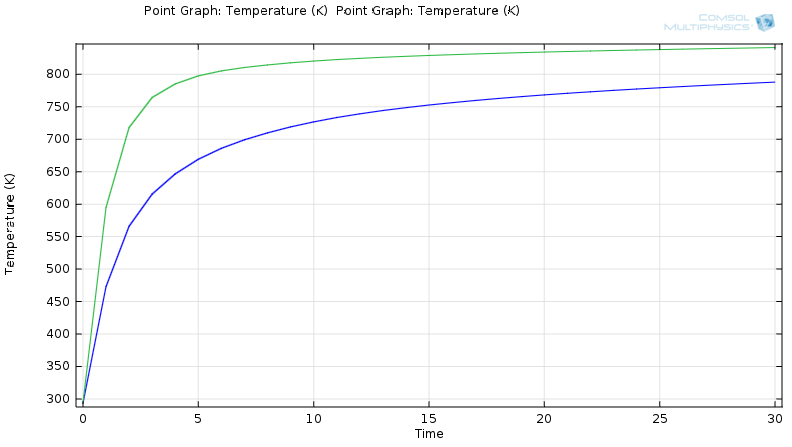 Point Graph: Temperature (K) Point Graph: Temperature (K)
COMSOL
MULTIPHYSICS
800
750
700
650
600
550
500
450
400
350
300
Temperature (K)
0 5 10 15 20 25 30
Time